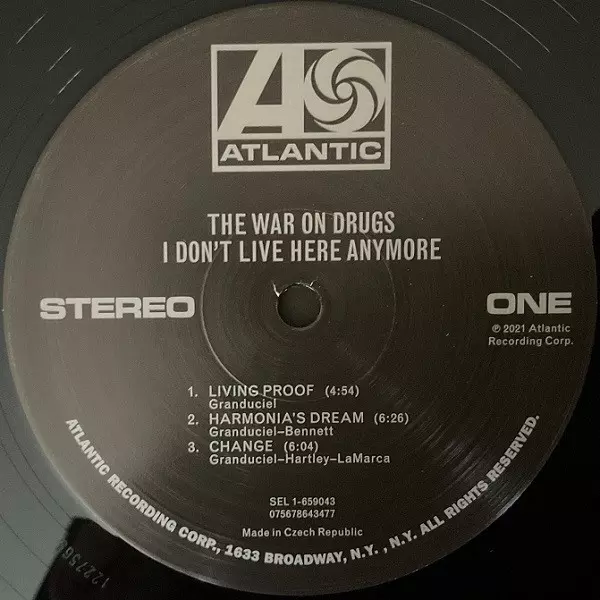 ATLANTIC
THE WAR ON DRUGS
I DON'T LIVE HERE ANYMORE
STEREO
ONE
℗ 2021 Atlantic
Recording Corp.
1. LIVING PROOF (4:54)
Granduciel
2. HARMONIA'S DREAM (6:26)
Granduciel–Bennett
3. CHANGE (6:04)
Granduciel–Hartley–LaMarca
SEL 1-659043
075678643477
Made in Czech Republic
ATLANTIC RECORDING CORP., 1633 BROADWAY, N.Y. , N.Y. ALL RIGHTS RESERVED.